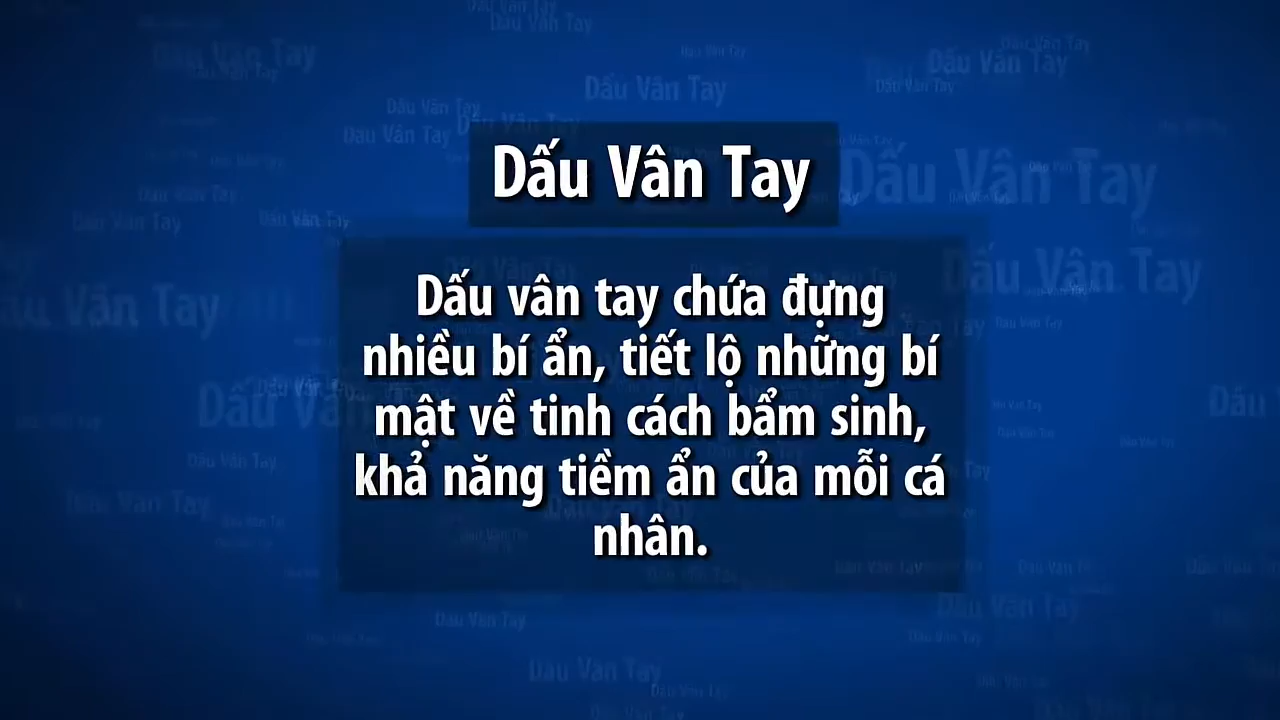 Dấu Vân Tay
Dấu vân tay chứa đựng
nhiều bí ẩn, tiết lộ những bí
mật về tinh cách bẩm sinh,
khả năng tiềm ẩn của mỗi cá
nhân.